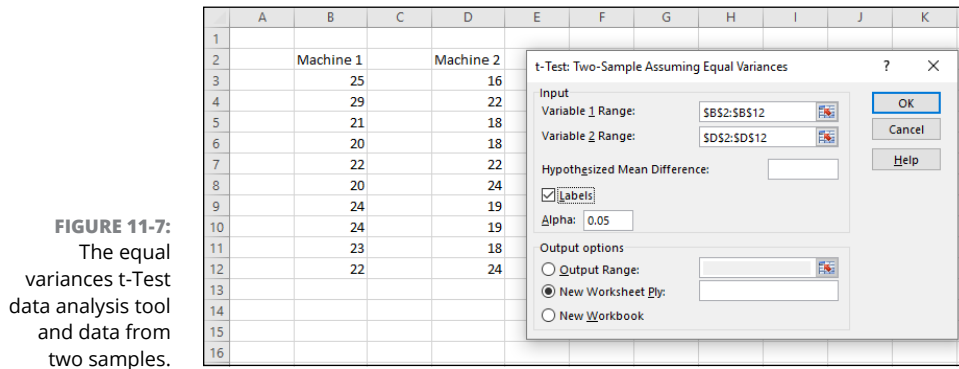 FIGURE 11-7:
The equal
variances t-Test
data analysis tool
and data from
two samples.
A B C D E F G H I J K
1
2 Machine 1 Machine 2
3 25 16
4 29 22
5 21 18
6 20 18
7 22 22
8 20 24
9 24 19
10 24 19
11 23 18
12 22 24
13
14
15
16
t-Test: Two-Sample Assuming Equal Variances ? ×
Input
Variable 1 Range: $B$2:$B$12
Variable 2 Range: $D$2:$D$12
Hypothesized Mean Difference:
Labels
Alpha: 0.05
Output options
Output Range:
New Worksheet Ply:
New Workbook
OK
Cancel
Help